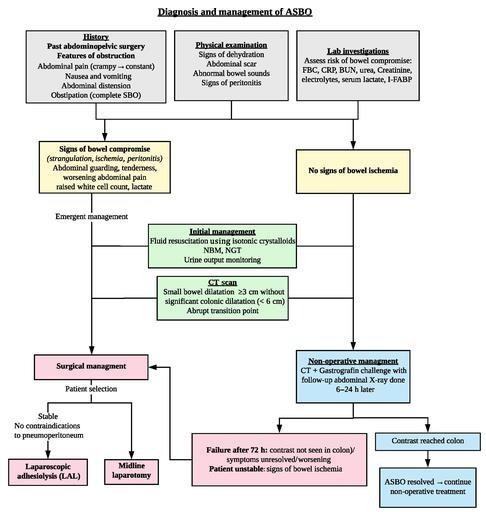 Diagnosis and management of ASBO
History
Past abdominopelvic surgery
Features of obstruction
Abdominal pain (crampy→constant)
Nausea and vomiting
Abdominal distension
Obstipation (complete SBO)
Physical examination
Signs of dehydration
Abdominal scar
Abnormal bowel sounds
Signs of peritonitis
Lab investigations
Assess risk of bowel compromise:
FBC, CRP, BUN, urea, Creatinine,
electrolytes, serum lactate, I-FABP
Signs of bowel compromise
(strangulation, ischemia, peritonitis)
Abdominal guarding, tenderness,
worsening abdominal pain
raised white cell count, lactate
No signs of bowel ischemia
Emergent management
Initial management
Fluid resuscitation using isotonic crystalloids
NBM, NGT
Urine output monitoring
CT scan
Small bowel dilatation ≥3 cm without
significant colonic dilatation (< 6 cm)
Abrupt transition point
Surgical managment
Non-operative managment
CT + Gastrografin challenge with
follow-up abdominal X-ray done
6–24 h later
Patient selection
Stable
No contraindications
to pneumoperitoneum
Laparoscopic
adhesiolysis (LAL)
Midline
laparotomy
Failure after 72 h: contrast not seen in colon)/
symptoms unresolved/worsening
Patient unstable: signs of bowel ischemia
Contrast reached colon
ASBO resolved →continue
non-operative treatment